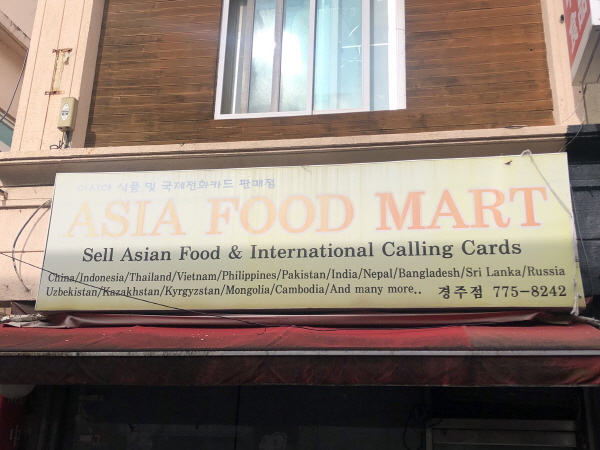 아시아 식품 및 국제전화카드 판매점
ASIA FOOD MART
Sell Asian Food & International Calling Cards
China/Indonesia/Thailand/Vietnam/Philippines/Pakistan/India/Nepal/Bangladesh/Sri Lanka/Russia
Uzbekistan/Kazakhstan/Kyrgyzstan/Mongolia/Cambodia/And many more.. 경주점 775-8242